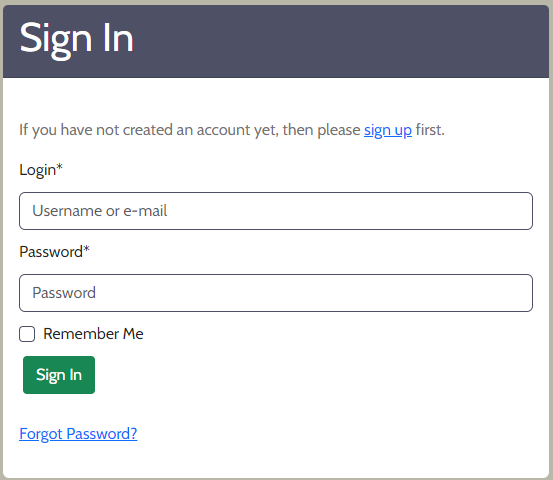 Sign In
If you have not created an account yet, then please sign up first.
Login*
Username or e-mail
Password*
Password
Remember Me
Sign In
Forgot Password?